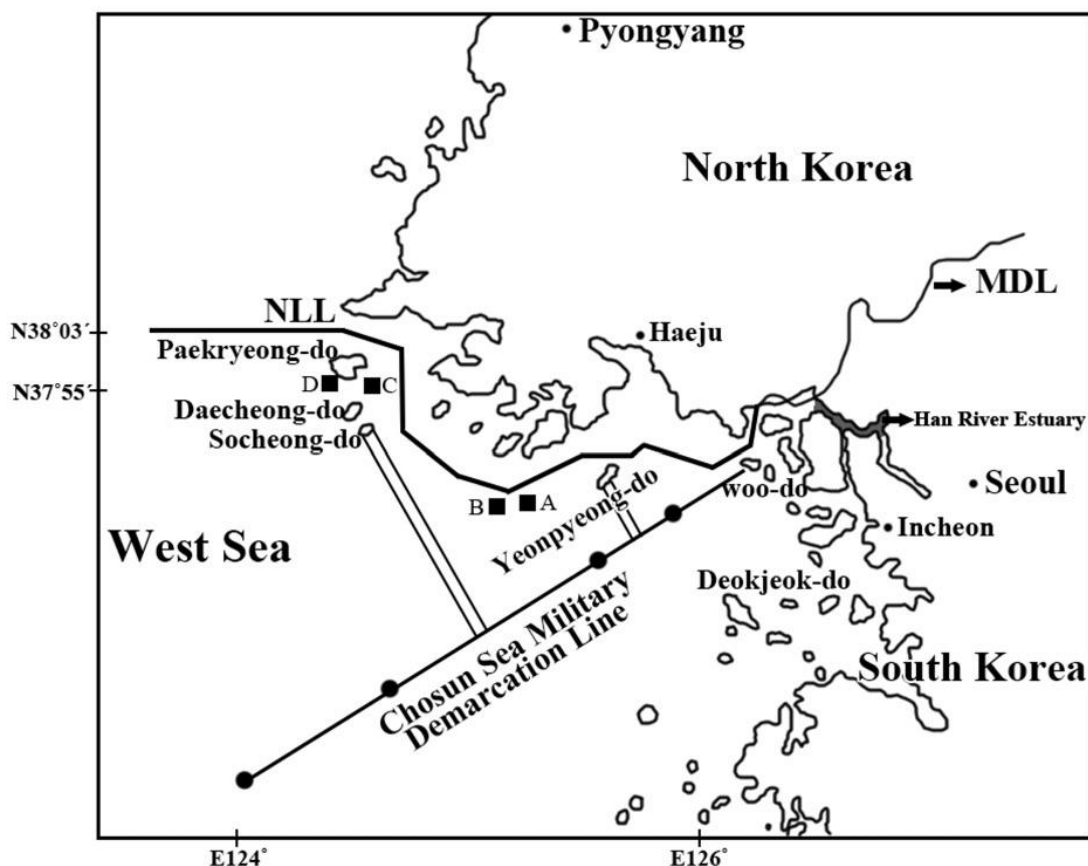 Pyongyang
North Korea
MDL
NLL
N38°03′
Haeju
Paekryeong-do
N37°55′
D
C
Daecheong-do
Socheong-do
Han River Estuary
woo-do
Seoul
B
A
Yeonpyeong-do
Incheon
West Sea
Deokjeok-do
Chosun Sea Military
Demarcation Line
South Korea
E124°
E126°